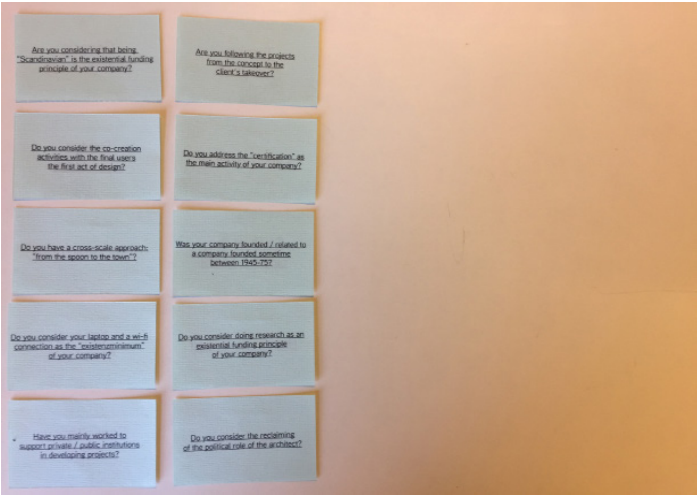 Are you considering that being
"Scandinavian" is the existential funding
principle of your company?
Are you following the projects
from the concept to the
client's takeover?
Do you consider the co-creation
activities with the final users
the first act of design?
Do you address the "certification" as
the main activity of your company?
Do you have a cross-scale approach:
"from the spoon to the town"?
Was your company founded / related to
a company founded sometime
between 1945-75?
Do you consider your laptop and a wi-fi
connection as the "existenzminimum"
of your company?
Do you consider doing research as an
existential funding principle
of your company?
Have you mainly worked to
support private / public institutions
in developing projects?
Do you consider the reclaiming
of the political role of the architect?